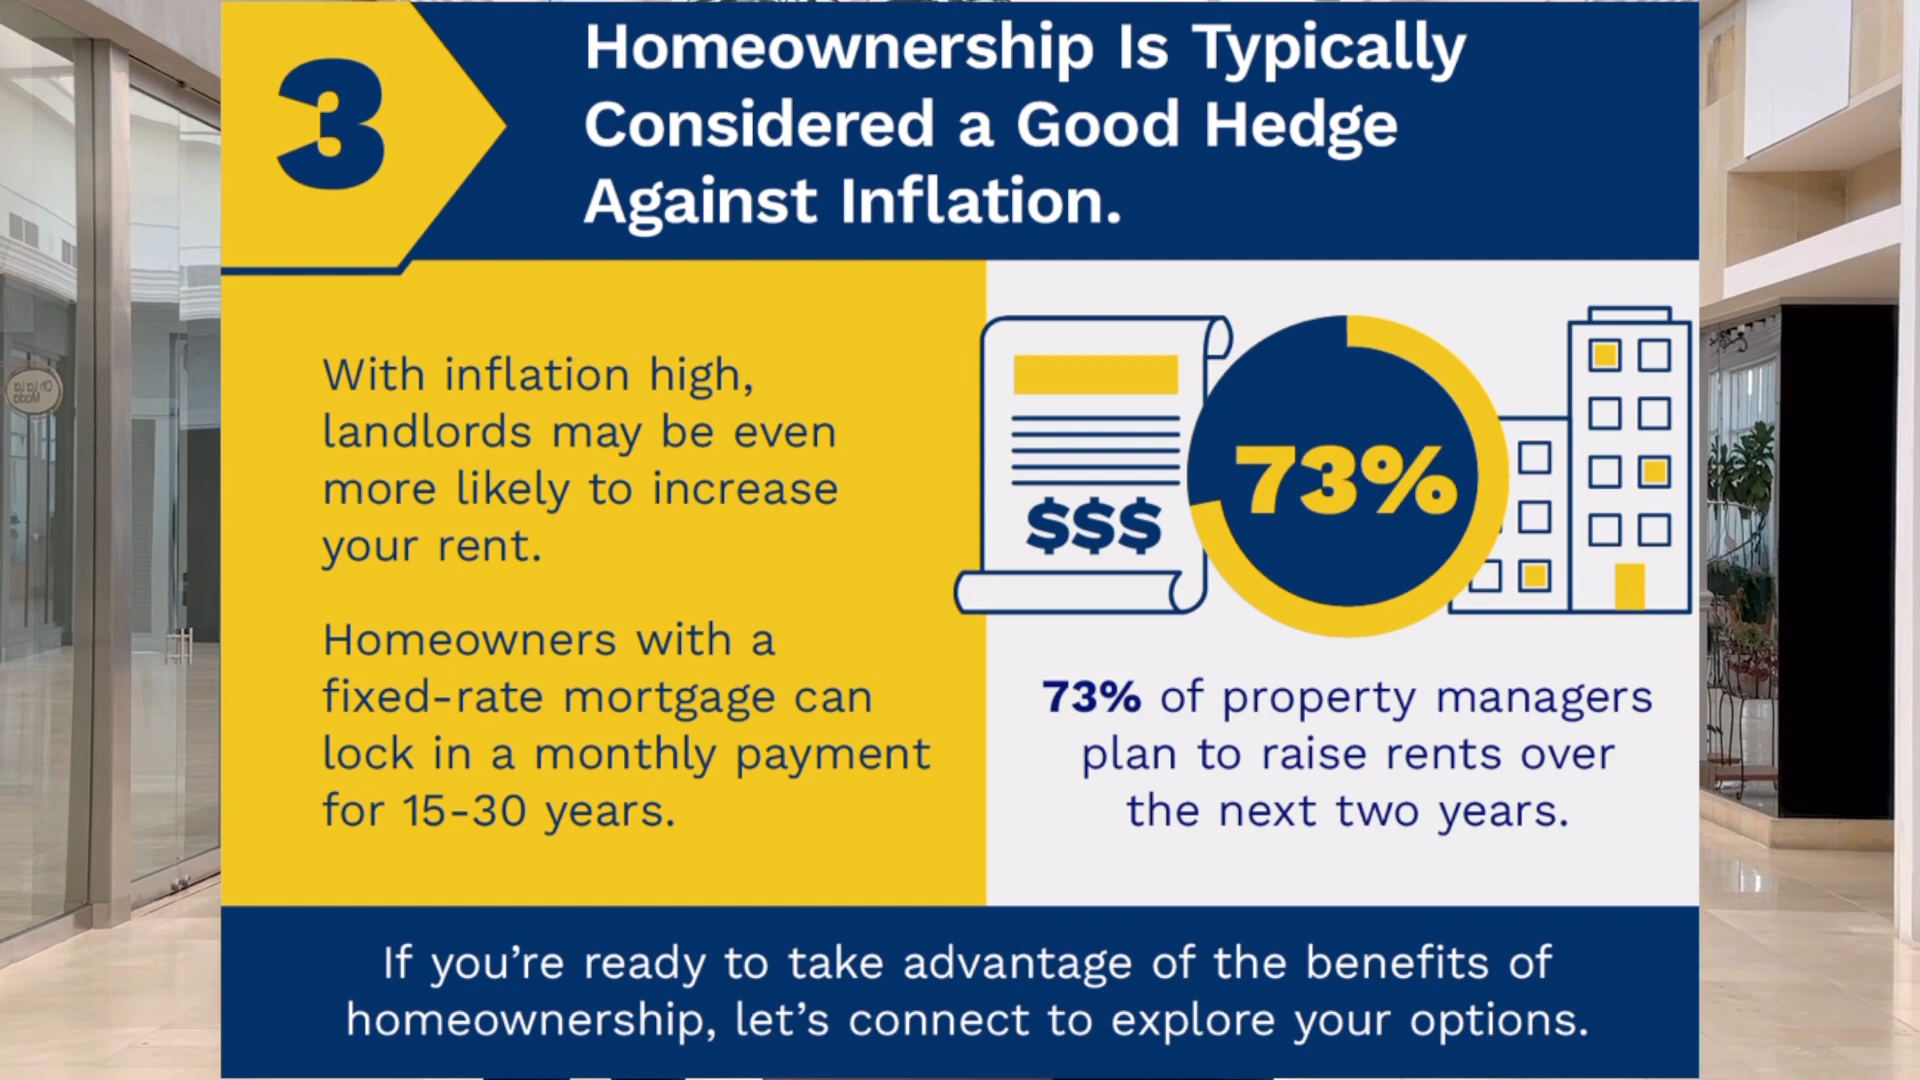 3
Homeownership Is Typically
Considered a Good Hedge
Against Inflation.
With inflation high,
landlords may be even
more likely to increase
your rent.
Homeowners with a
fixed-rate mortgage can
lock in a monthly payment
for 15-30 years.
$$$
73%
73% of property managers
plan to raise rents over
the next two years.
If you’re ready to take advantage of the benefits of
homeownership, let’s connect to explore your options.